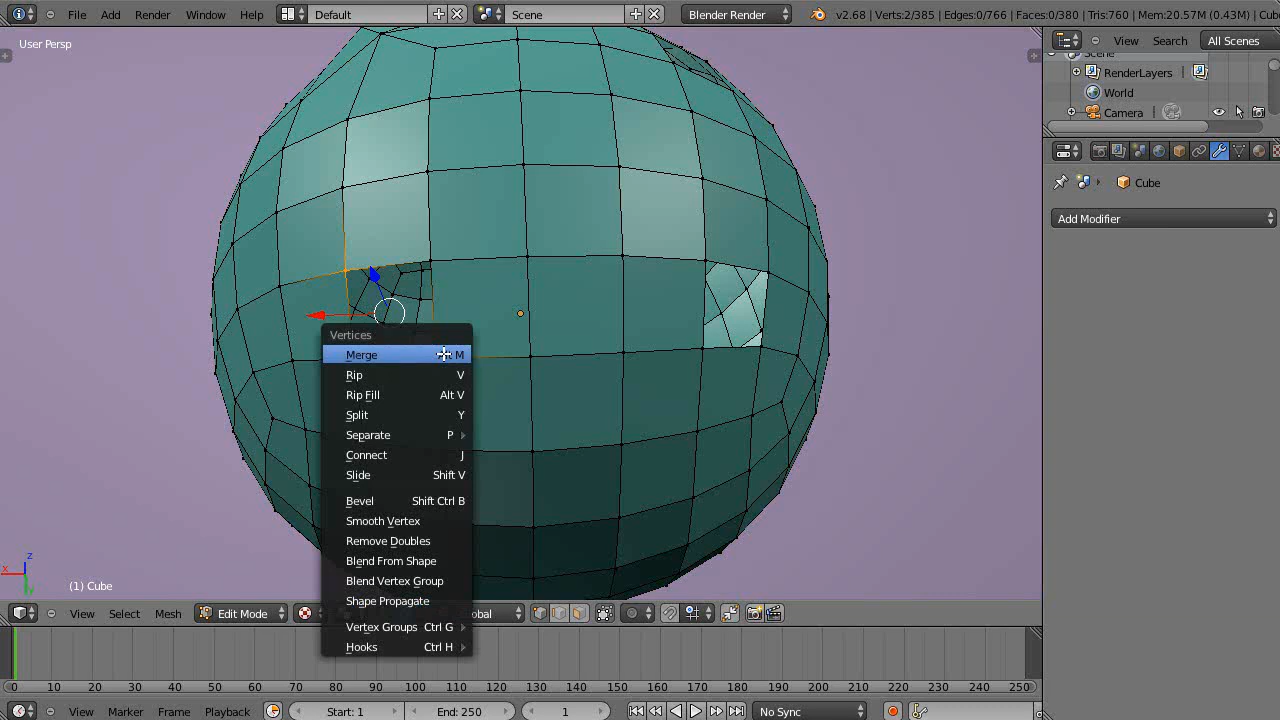 File Add Render Window Help Default Scene Blender Render v2.68 | Verts:2/385 | Edges:0/766 | Faces:0/380 | Tris:760 | Mem:20.57M (0.43M) | Cube
User Persp
View Search All Scenes
Scene
RenderLayers
World
Camera
Cube
Add Modifier
Vertices
Merge M
Rip V
Rip Fill Alt V
Split Y
Separate P
Connect J
Slide Shift V
Bevel Shift Ctrl B
Smooth Vertex
Remove Doubles
Blend From Shape
Blend Vertex Group
Shape Propagate
Vertex Groups Ctrl G
Hooks Ctrl H
z
x
y
(1) Cube
View Select Mesh Edit Mode obal
0 10 20 30 40 50 60 70 80 90 100 110 120 130 140 150 160 170 180 190 200 210 220 230 240 250
View Marker Frame Playback Start: 1 End: 250 1 No Sync